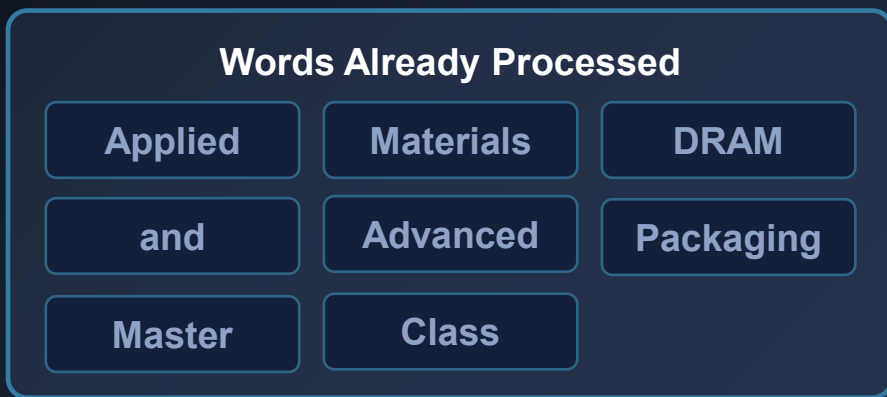 Words Already Processed
Applied Materials DRAM
and Advanced Packaging
Master Class